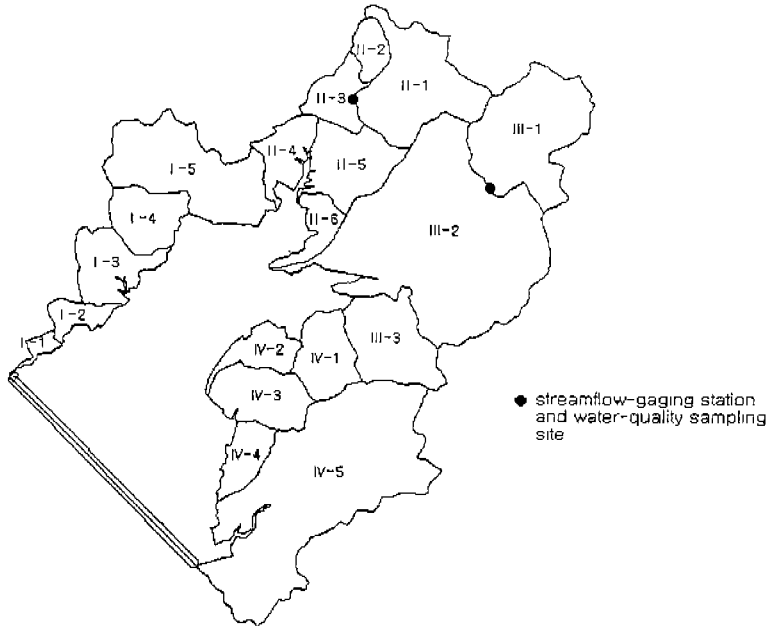 II-2
II-1
II-3
III-1
II-4
II-5
I-5
I-4
II-6
III-2
I-3
I-2
I-1
III-3
IV-2
IV-1
IV-3
IV-4
IV-5
streamflow-gaging station
and water-quality sampling
site